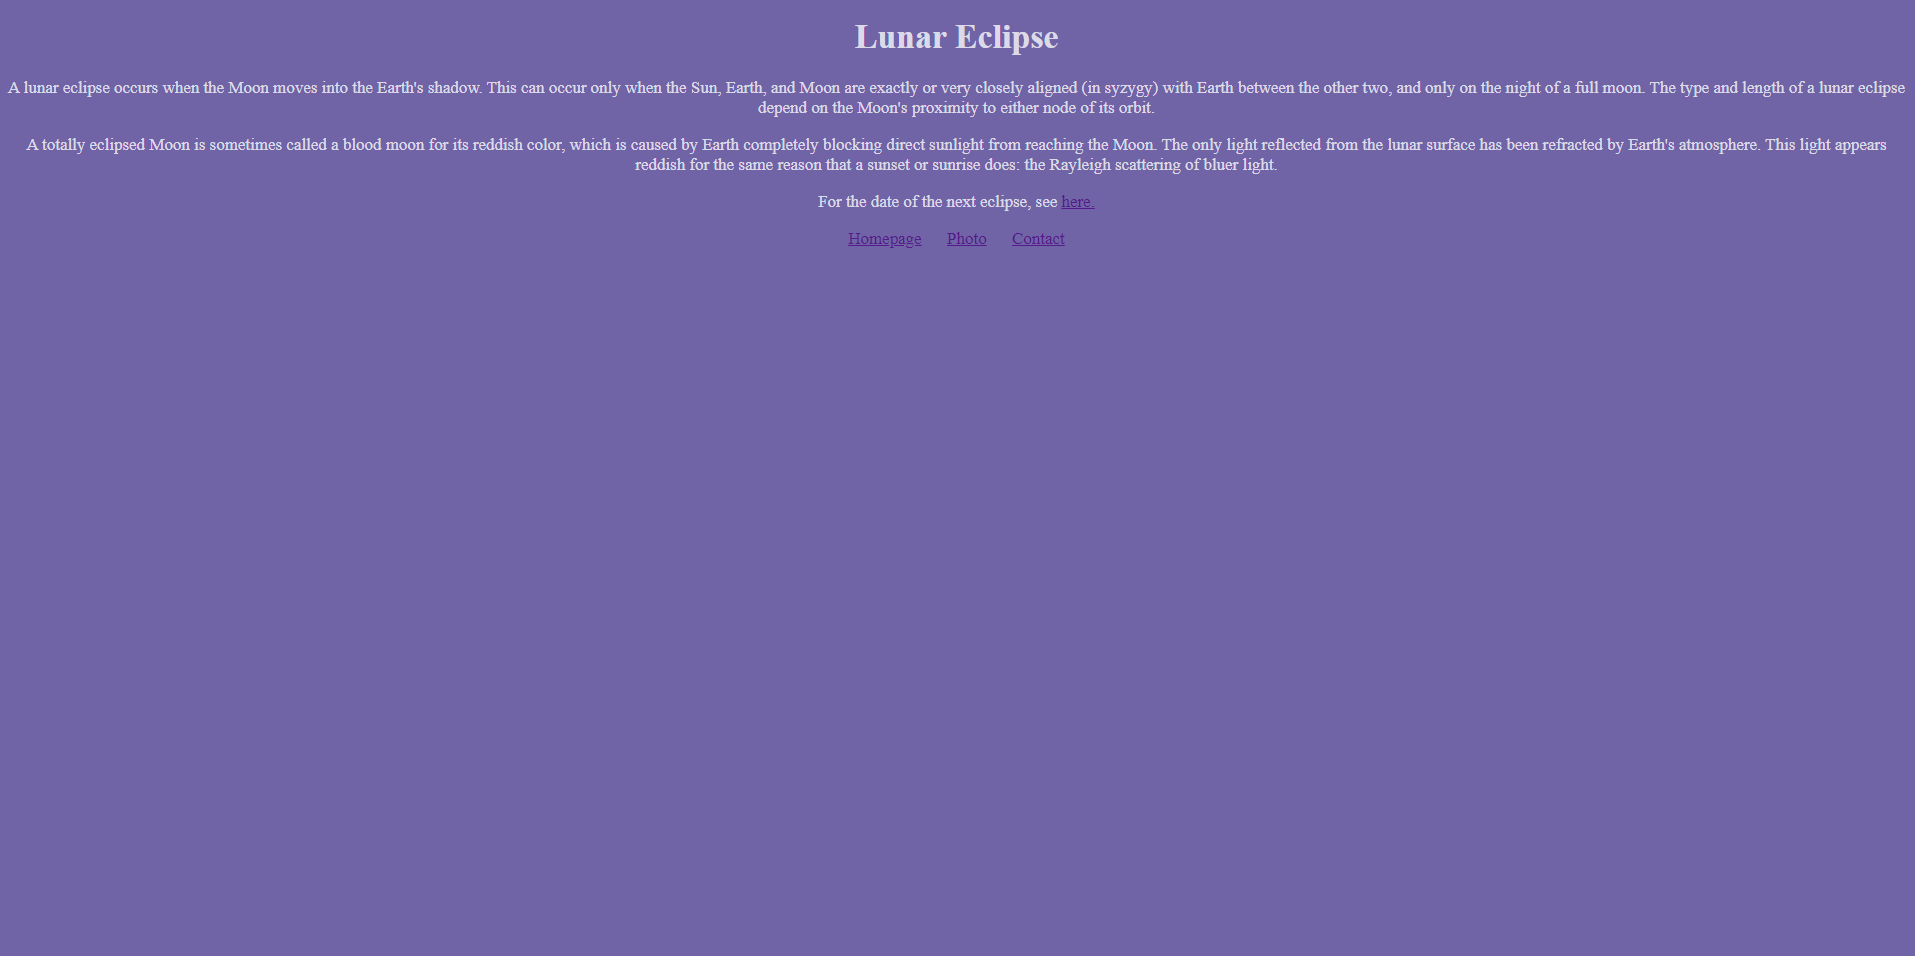 Lunar Eclipse
A lunar eclipse occurs when the Moon moves into the Earth's shadow. This can occur only when the Sun, Earth, and Moon are exactly or very closely aligned (in syzygy) with Earth between the other two, and only on the night of a full moon. The type and length of a lunar eclipse
depend on the Moon's proximity to either node of its orbit.
A totally eclipsed Moon is sometimes called a blood moon for its reddish color, which is caused by Earth completely blocking direct sunlight from reaching the Moon. The only light reflected from the lunar surface has been refracted by Earth's atmosphere. This light appears
reddish for the same reason that a sunset or sunrise does: the Rayleigh scattering of bluer light.
For the date of the next eclipse, see here.
Homepage Photo Contact